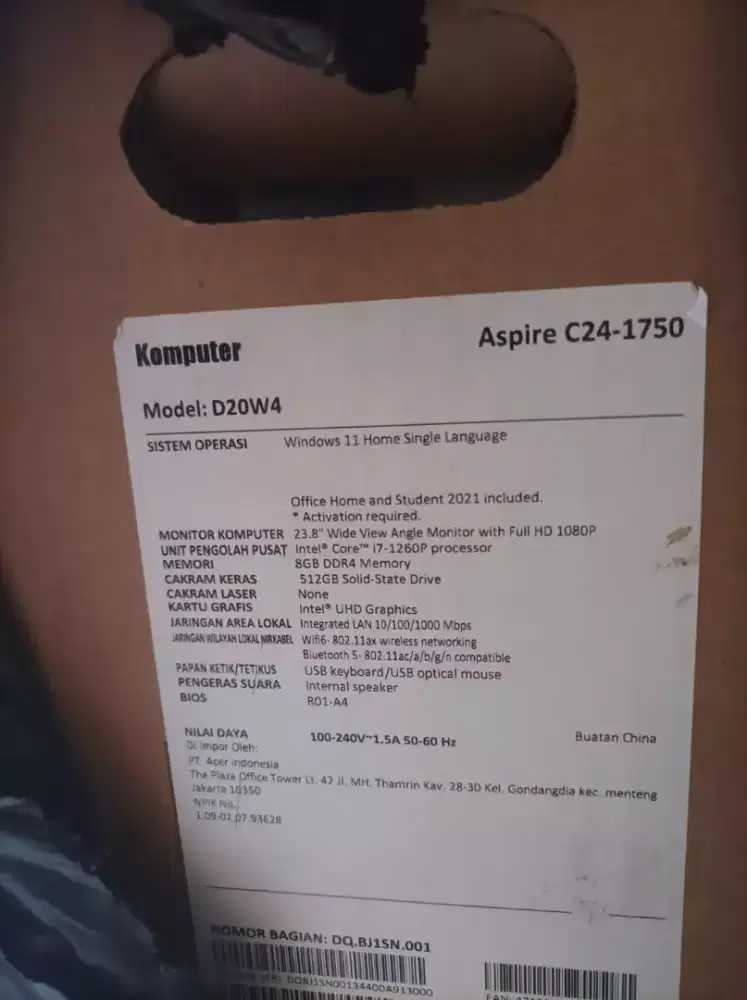 Komputer
Aspire C24-1750
Model: D20W4
SISTEM OPERASI Windows 11 Home Single Language
Office Home and Student 2021 included.
* Activation required.
MONITOR KOMPUTER 23.8" Wide View Angle Monitor with Full HD 1080P
UNIT PENGOLAH PUSAT Intel® Core™ i7-1260P processor
MEMORI 8GB DDR4 Memory
CAKRAM KERAS 512GB Solid-State Drive
CAKRAM LASER None
KARTU GRAFIS Intel® UHD Graphics
JARINGAN AREA LOKAL Integrated LAN 10/100/1000 Mbps
JARINGAN WILAYAH LOKAL NIRKABEL Wifi6- 802.11ax wireless networking
Bluetooth 5- 802.11ac/a/b/g/n compatible
PAPAN KETIK/TETIKUS USB keyboard/USB optical mouse
PENGERAS SUARA Internal speaker
BIOS R01-A4
NILAI DAYA 100-240V~1.5A 50-60 Hz Buatan China
Di Impor Oleh:
PT. Acer Indonesia
The Plaza Office Tower Lt. 42 Jl. MH. Thamrin Kav. 28-30 Kel. Gondangdia kec. menteng
Jakarta 10350
NPIK No.,
1.09.02.07.93628
NOMOR BAGIAN: DQ.BJ1SN.001
SERI: DQBJ1SN00134400A913000
EAN: